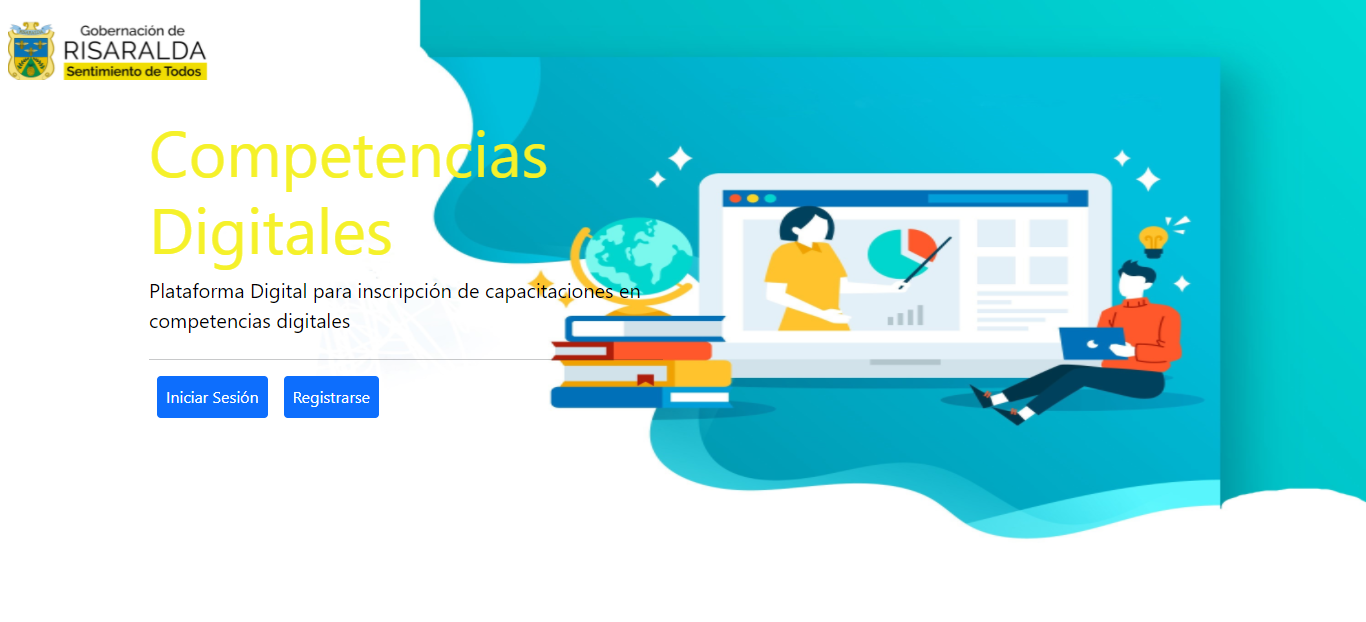 Gobernación de
RISARALDA
Sentimiento de Todos
Competencias
Digitales
Plataforma Digital para inscripción de capacitaciones en
competencias digitales
Iniciar Sesión Registrarse